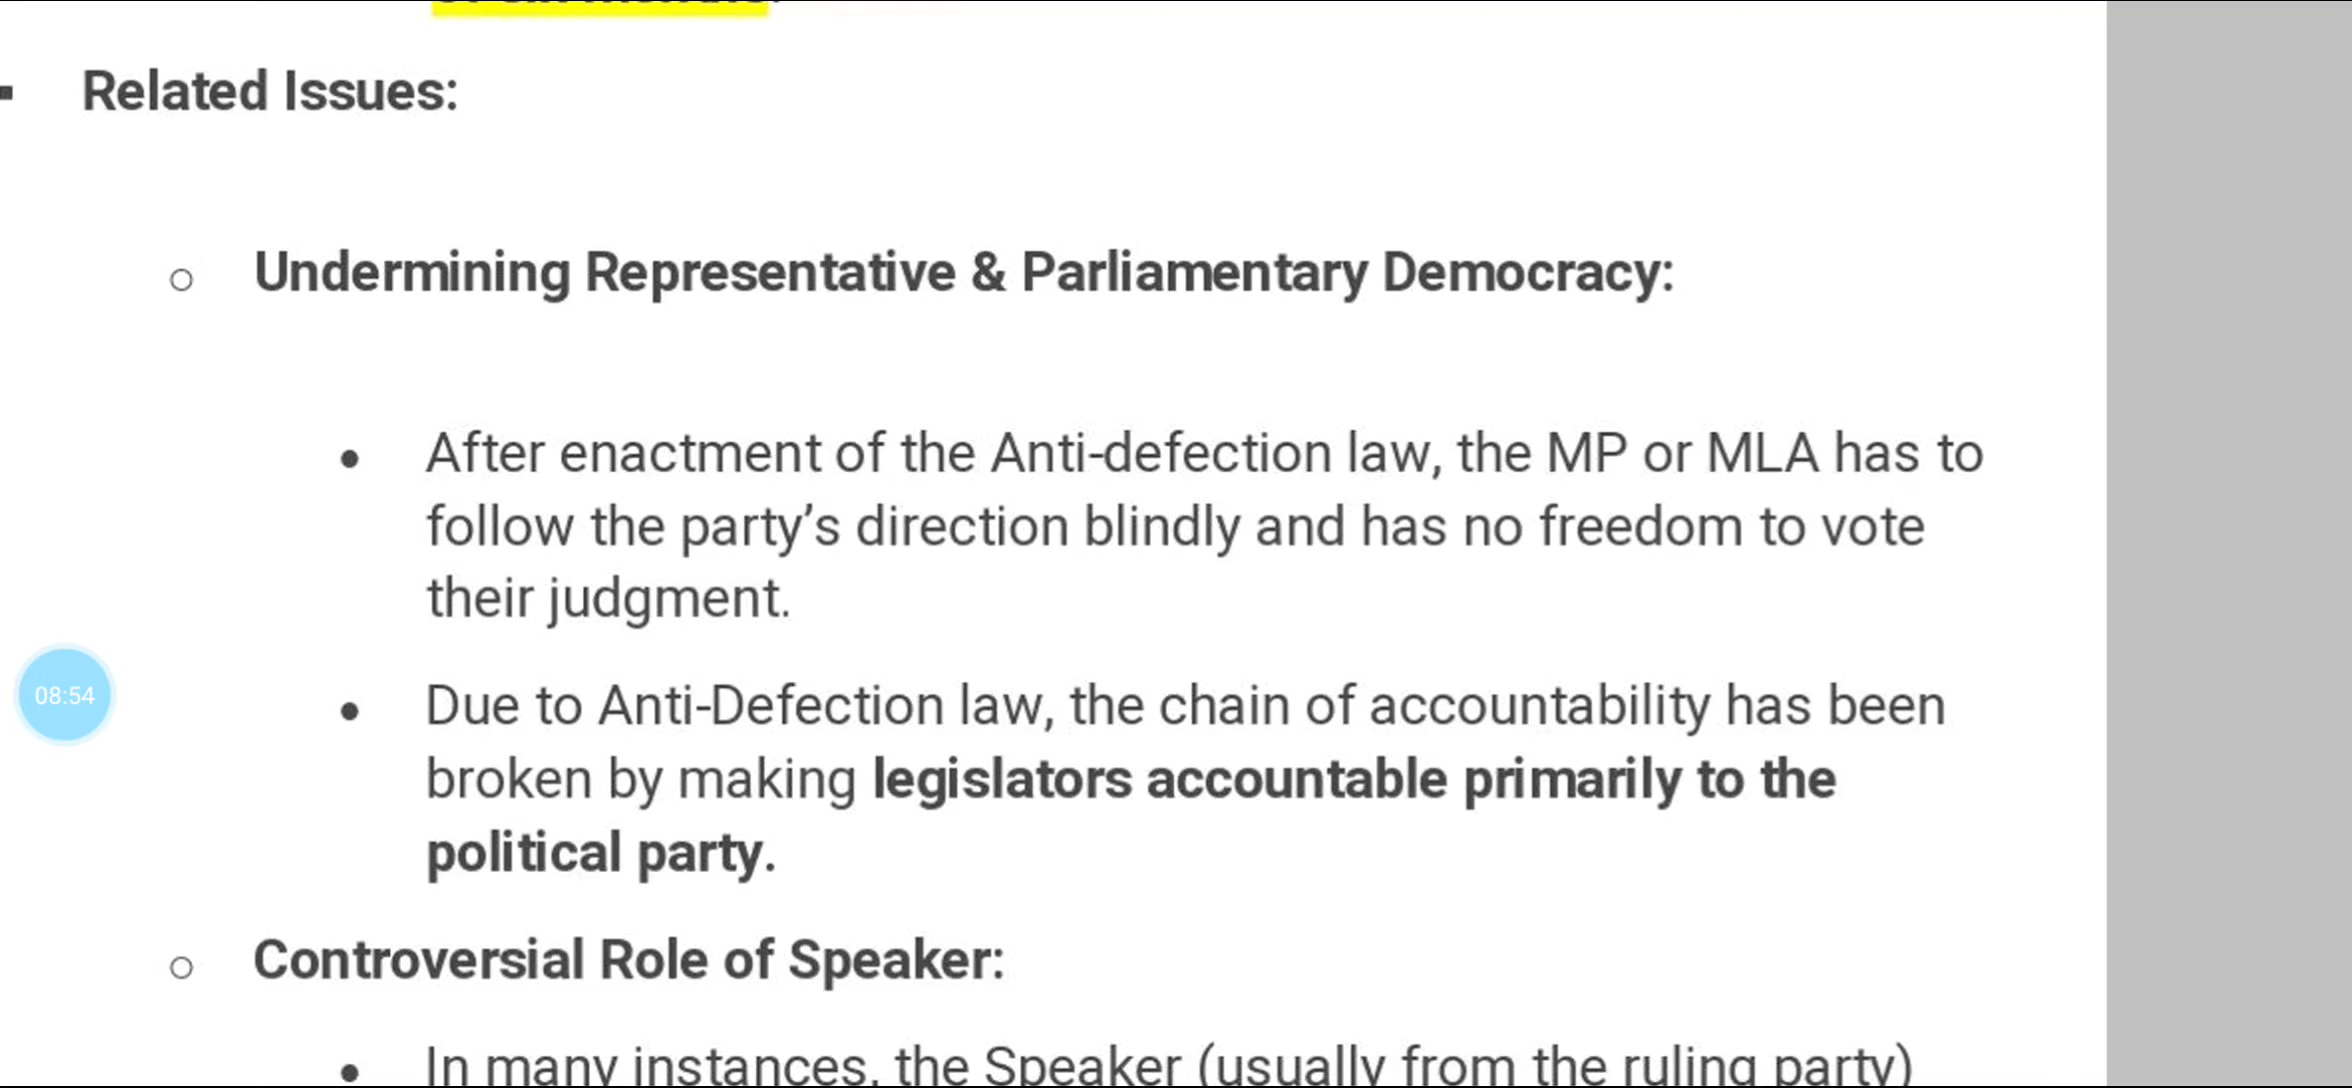 Related Issues:
Undermining Representative & Parliamentary Democracy:
After enactment of the Anti-defection law, the MP or MLA has to
follow the party's direction blindly and has no freedom to vote
their judgment.
Due to Anti-Defection law, the chain of accountability has been
broken by making legislators accountable primarily to the
political party.
08:54
Controversial Role of Speaker:
In many instances, the Speaker (usually from the ruling party)